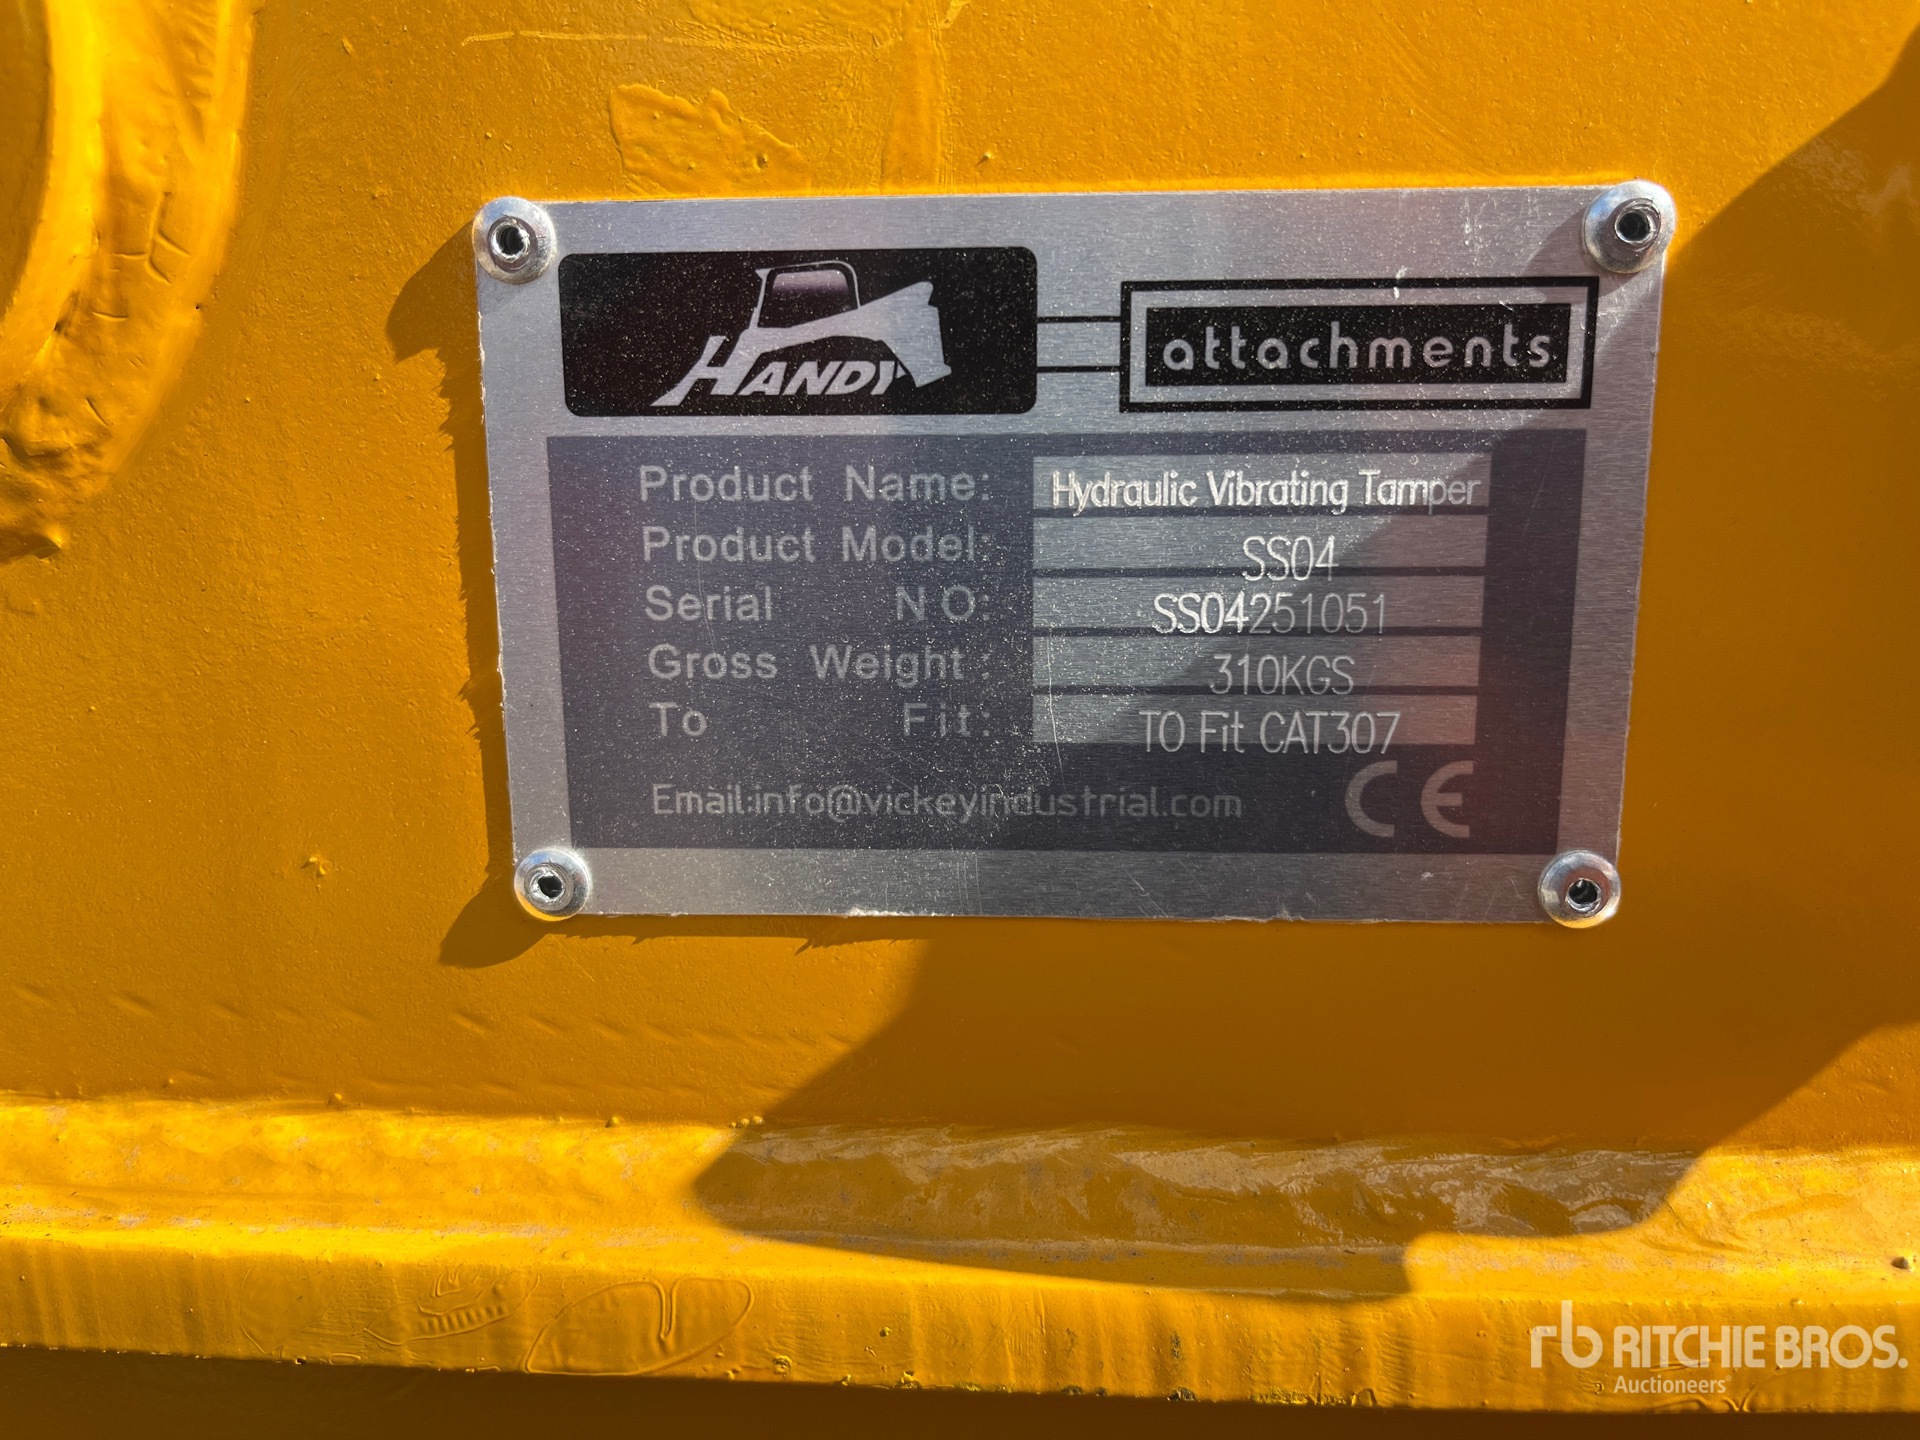 HANDY
attachments
Product Name: Hydraulic Vibrating Tamper
Product Model: SS04
Serial NO: SS04251051
Gross Weight: 310KGS
To Fit: TO Fit CAT307
Email:info@vickeyindustrial.com CE
rb RITCHIE BROS.
Auctioneers